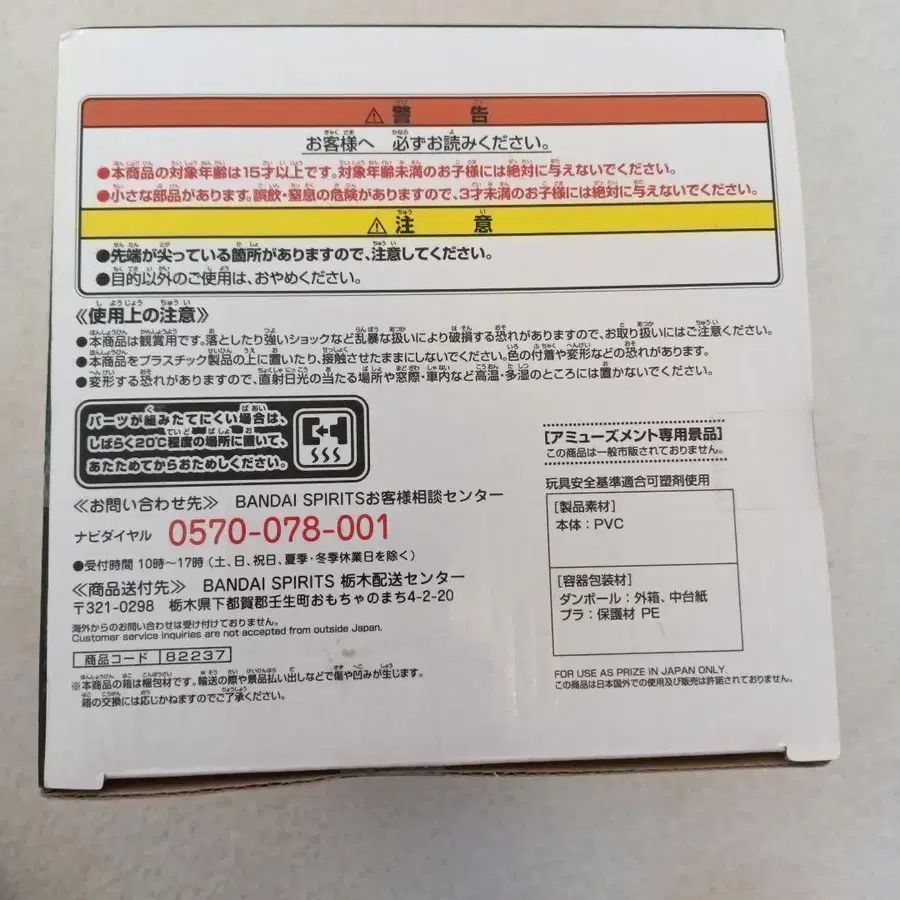 ⚠ 警告
お客様へ 必ずお読みください。
●本商品の対象年齢は15才以上です。対象年齢未満のお子様には絶対に与えないでください。
●小さな部品があります。誤飲・窒息の危険がありますので、3才未満のお子様には絶対に与えないでください。
⚠ 注意
●先端が尖っている箇所がありますので、注意してください。
●目的以外のご使用は、おやめください。
≪使用上の注意≫
●本商品は観賞用です。落としたり強いショックなど乱暴な扱いにより破損する恐れがありますので、お取り扱いにはご注意ください。
●本商品をプラスチック製品の上に置いたり、接触させたままにしないでください。色の付着や変形などの恐れがあります。
●変形する恐れがありますので、直射日光の当たる場所や窓際・車内など高温・多湿のところには置かないでください。
パーツが組みたてにくい場合は、
しばらく20℃程度の場所に置いて、
あたためてからおためしください。
[アミューズメント専用景品]
この商品は一般市販されておりません。
玩具安全基準適合可塑剤使用
[製品素材]
本体:PVC
[容器包装材]
ダンボール:外箱、中台紙
プラ:保護材 PE
FOR USE AS PRIZE IN JAPAN ONLY.
この商品は日本国外での使用及び販売は許諾されておりません。
≪お問い合わせ先≫ BANDAI SPIRITSお客様相談センター
ナビダイヤル 0570-078-001
●受付時間 10時〜17時(土、日、祝日、夏季・冬季休業日を除く)
≪商品送付先≫ BANDAI SPIRITS 栃木配送センター
〒321-0298 栃木県下都賀郡壬生町おもちゃのまち4-2-20
海外からのお問い合わせは受け付けておりません。
Customer service inquiries are not accepted from outside Japan.
商品コード 82237
※本商品の箱は梱包材です。輸送の際や景品払い出しなどで傷や凹みが生じます。
箱の交換には応じかねますのでご了承ください。